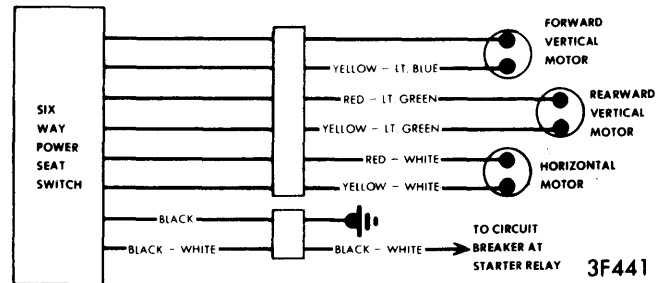 SIX
WAY
POWER
SEAT
SWITCH
FORWARD
VERTICAL
MOTOR
YELLOW - LT. BLUE
RED - LT. GREEN
YELLOW - LT. GREEN
REARWARD
VERTICAL
MOTOR
RED - WHITE
YELLOW - WHITE
HORIZONTAL
MOTOR
BLACK
BLACK - WHITE
BLACK - WHITE
TO CIRCUIT
BREAKER AT
STARTER RELAY
3F441